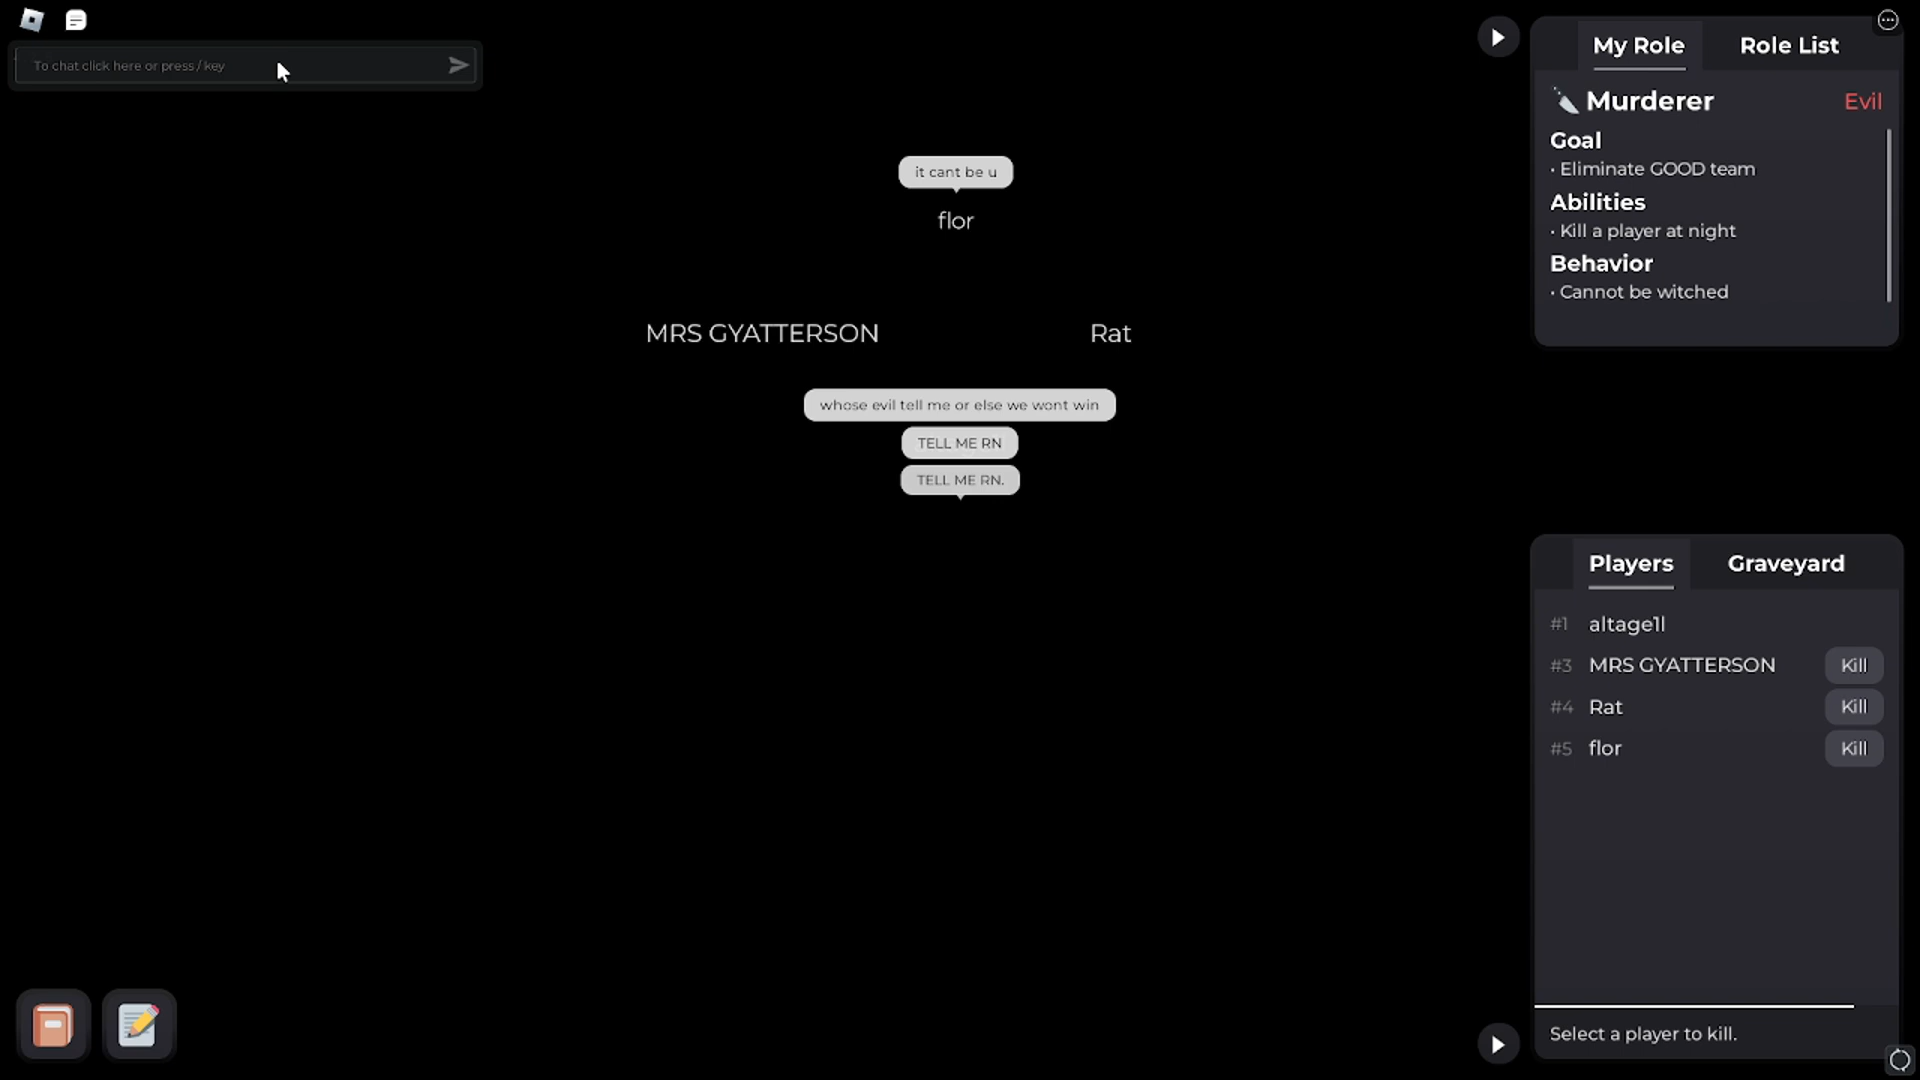 To chat click here or press / key
it cant be u
flor
MRS GYATTERSON
Rat
whose evil tell me or else we wont win
TELL ME RN
TELL ME RN.
My Role
Role List
Murderer
Evil
Goal
· Eliminate GOOD team
Abilities
· Kill a player at night
Behavior
· Cannot be witched
Players
Graveyard
#1 altage1l
#3 MRS GYATTERSON Kill
#4 Rat Kill
#5 flor Kill
Select a player to kill.